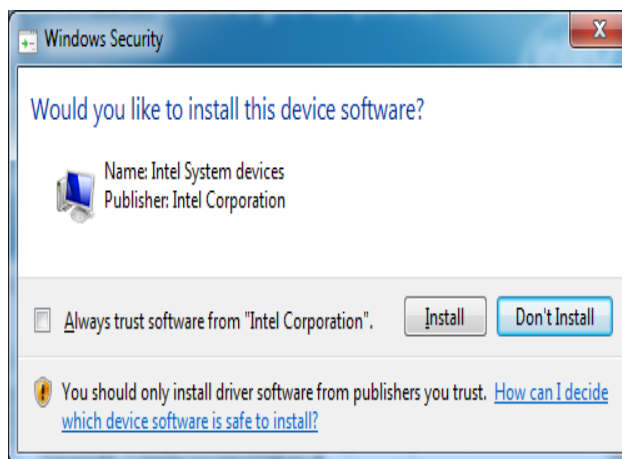 Windows Security
X
Would you like to install this device software?
Name: Intel System devices
Publisher: Intel Corporation
Always trust software from "Intel Corporation".
Install
Don't Install
You should only install driver software from publishers you trust. How can I decide
which device software is safe to install?